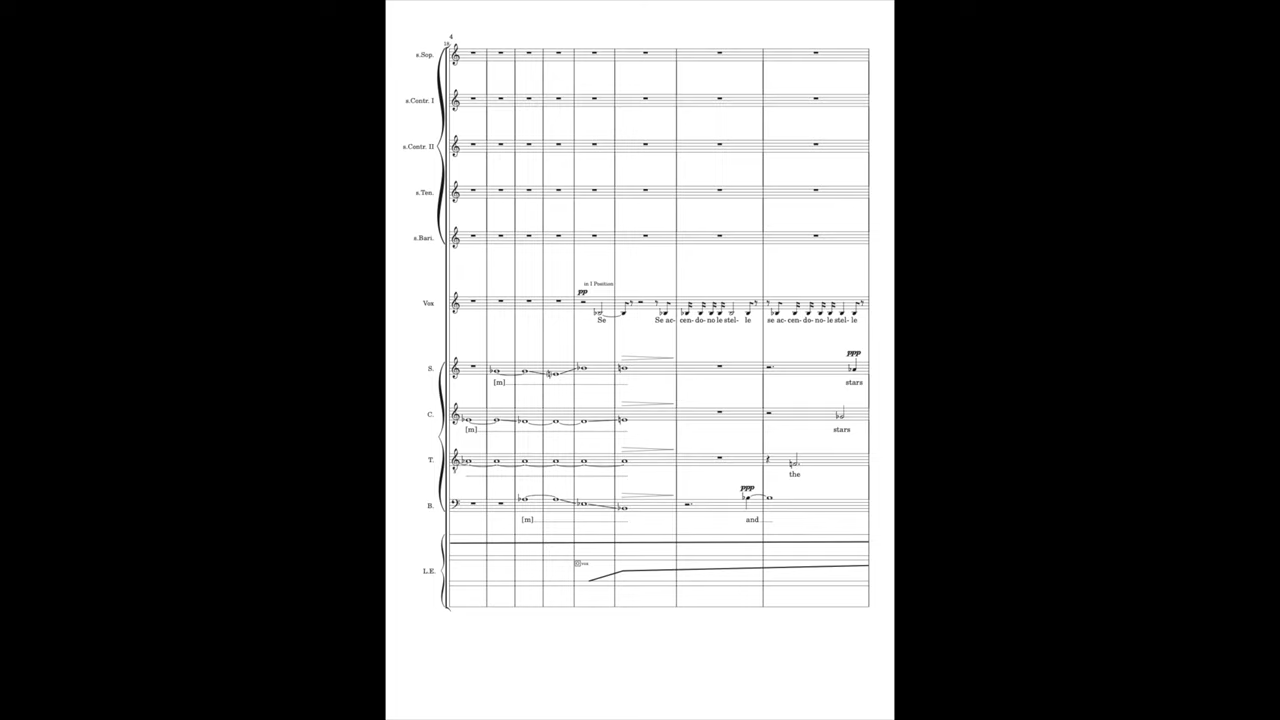 4
s.Sop.
s.Contr. I
s.Contr. II
s.Ten.
s.Bari.
in I Position
pp
Vox
Se Se ac- cen- do- no le stel- le se ac- cen- do- no- le stel- le
ppp
S.
[m] stars
C.
[m] stars
T.
the
ppp
B.
[m] and
vox
L.E.